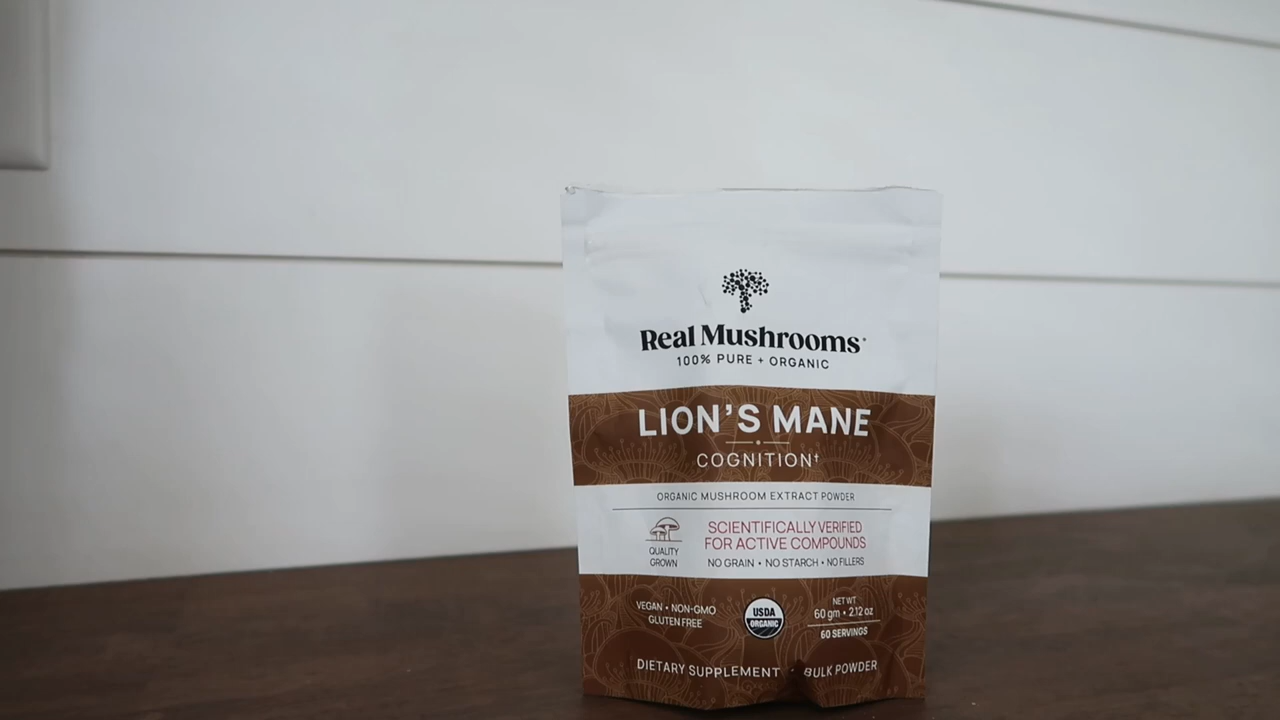 Real Mushrooms®
100% PURE + ORGANIC
LION'S MANE
COGNITION†
ORGANIC MUSHROOM EXTRACT POWDER
QUALITY
GROWN
SCIENTIFICALLY VERIFIED
FOR ACTIVE COMPOUNDS
NO GRAIN • NO STARCH • NO FILLERS
VEGAN • NON-GMO
GLUTEN FREE
USDA
ORGANIC
NET WT
60 gm • 2.12 oz
60 SERVINGS
DIETARY SUPPLEMENT • BULK POWDER